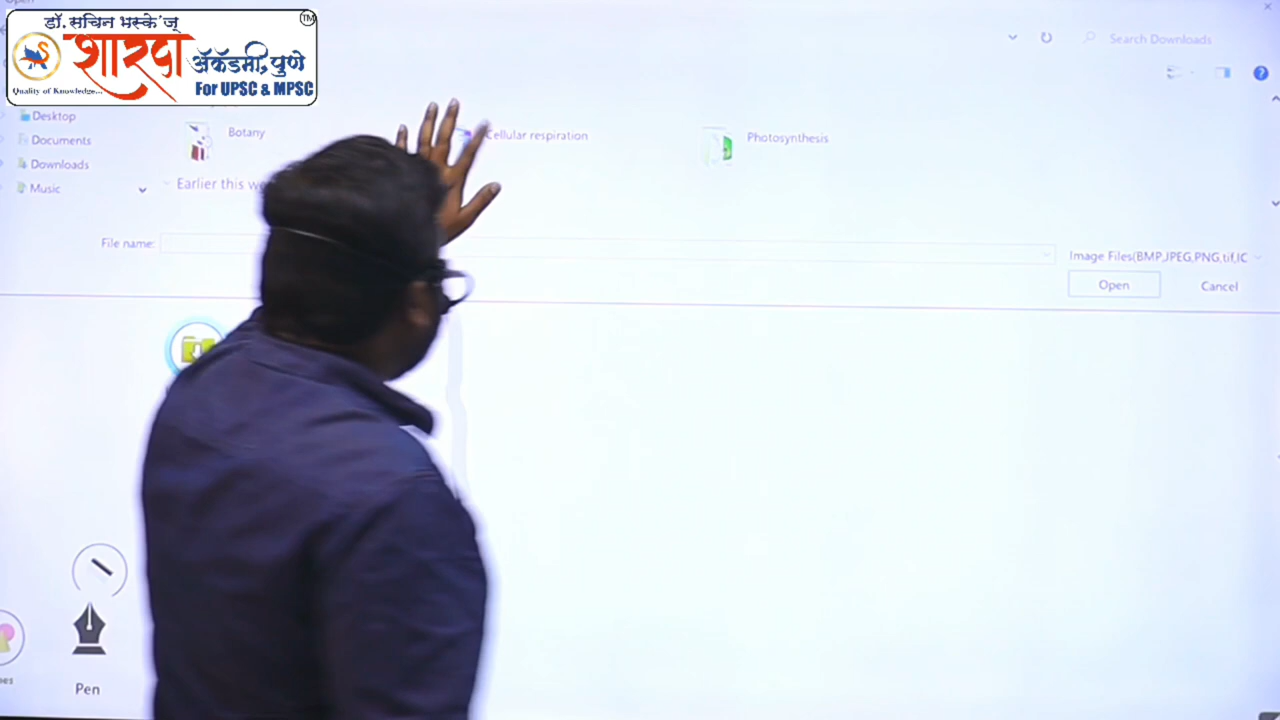 Open
डॉ. सचिन भस्के'ज्
TM
शारदा
ॲकॅडमी, पुणे
Quality of Knowledge...
For UPSC & MPSC
Search Downloads
Desktop
Documents
Downloads
Music
Botany
Cellular respiration
Photosynthesis
Earlier this we
File name:
Image Files(BMP,JPEG,PNG,tif,IC
Open
Cancel
Pen